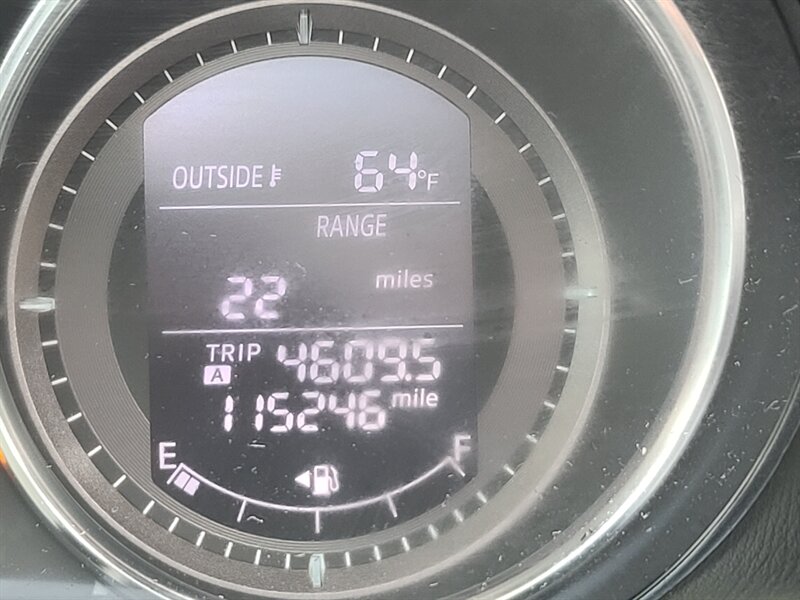 OUTSIDE 64°F
RANGE
22 miles
TRIP A 4609.5
115246 mile
E F